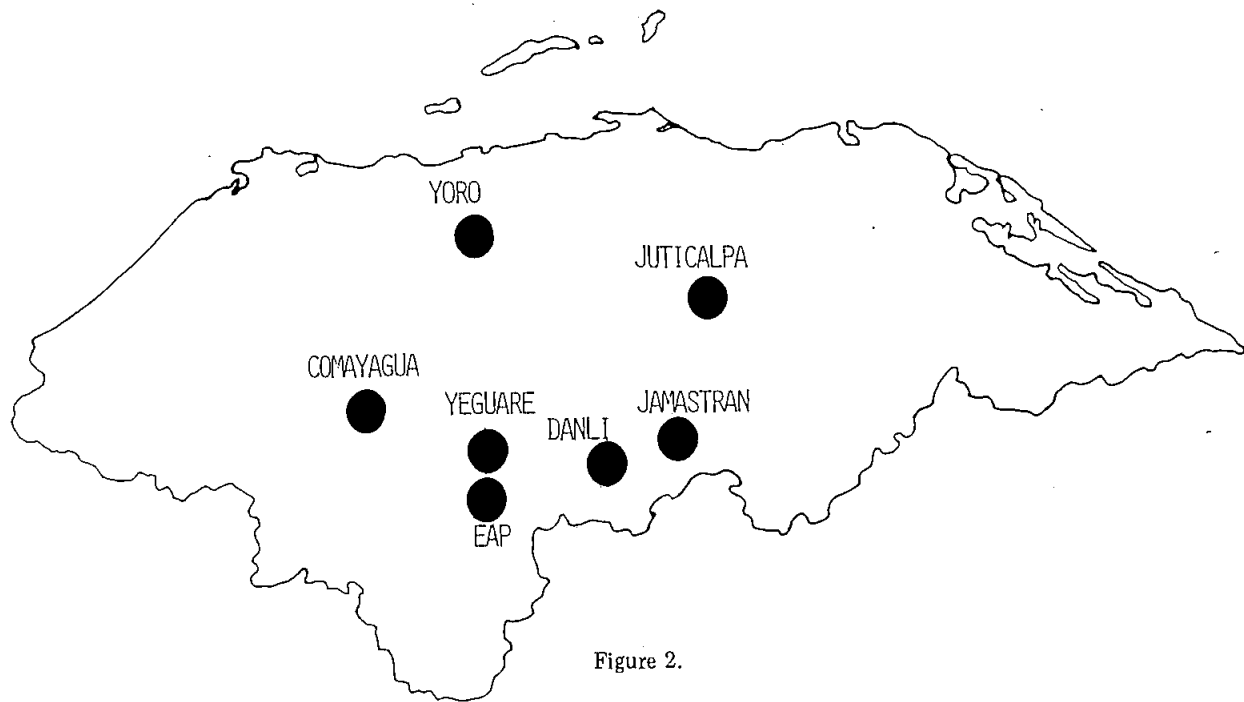 YORO
JUTICALPA
COMAYAGUA
YEGUARE
JAMASTRAN
DANLI
EAP
Figure 2.